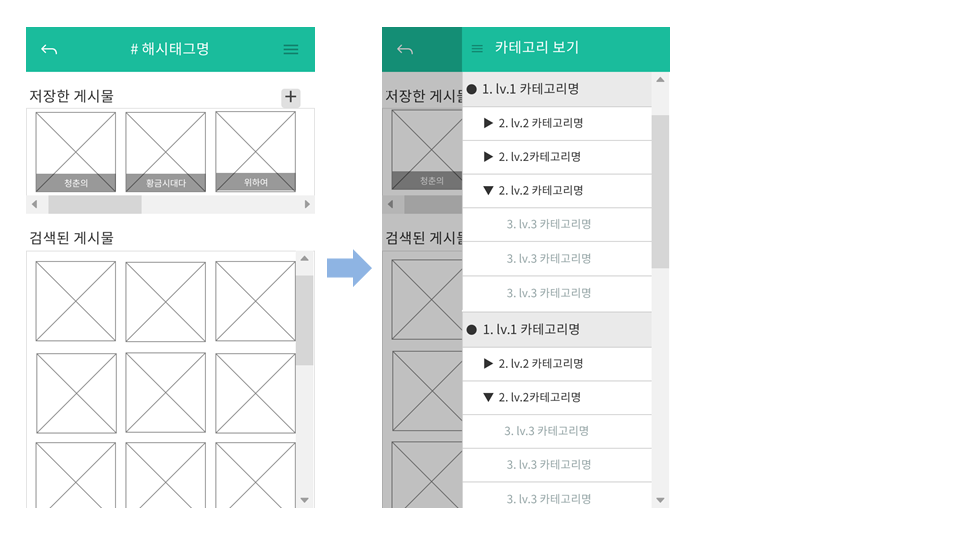 # 해시태그명
저장한 게시물
청춘의
황금시대다
위하여
검색된 게시물
카테고리 보기
저장한 게시물
청춘의
검색된 게시물
1. lv.1 카테고리명
2. lv.2 카테고리명
2. lv.2카테고리명
2. lv.2 카테고리명
3. lv.3 카테고리명
3. lv.3 카테고리명
3. lv.3 카테고리명
1. lv.1 카테고리명
2. lv.2 카테고리명
2. lv.2카테고리명
3. lv.3 카테고리명
3. lv.3 카테고리명
3. lv.3 카테고리명